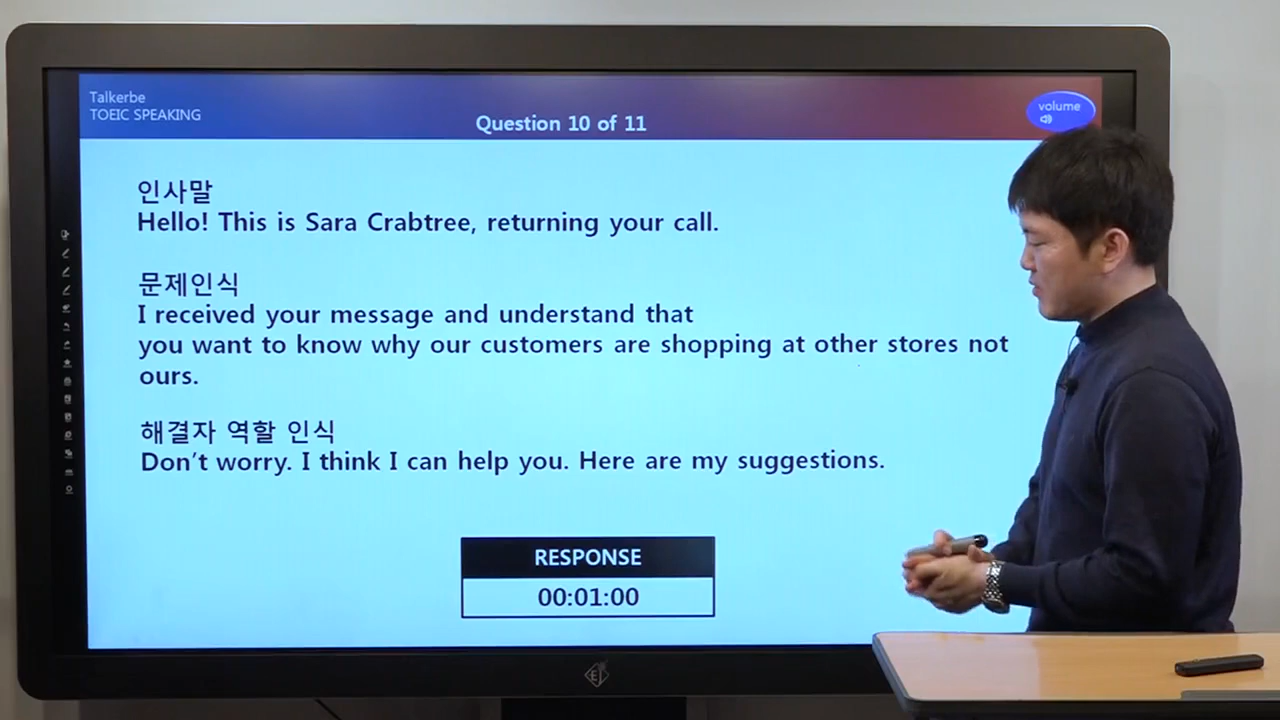 Talkerbe
TOEIC SPEAKING
Question 10 of 11
volume
인사말
Hello! This is Sara Crabtree, returning your call.
문제인식
I received your message and understand that
you want to know why our customers are shopping at other stores not
ours.
해결자 역할 인식
Don't worry. I think I can help you. Here are my suggestions.
RESPONSE
00:01:00